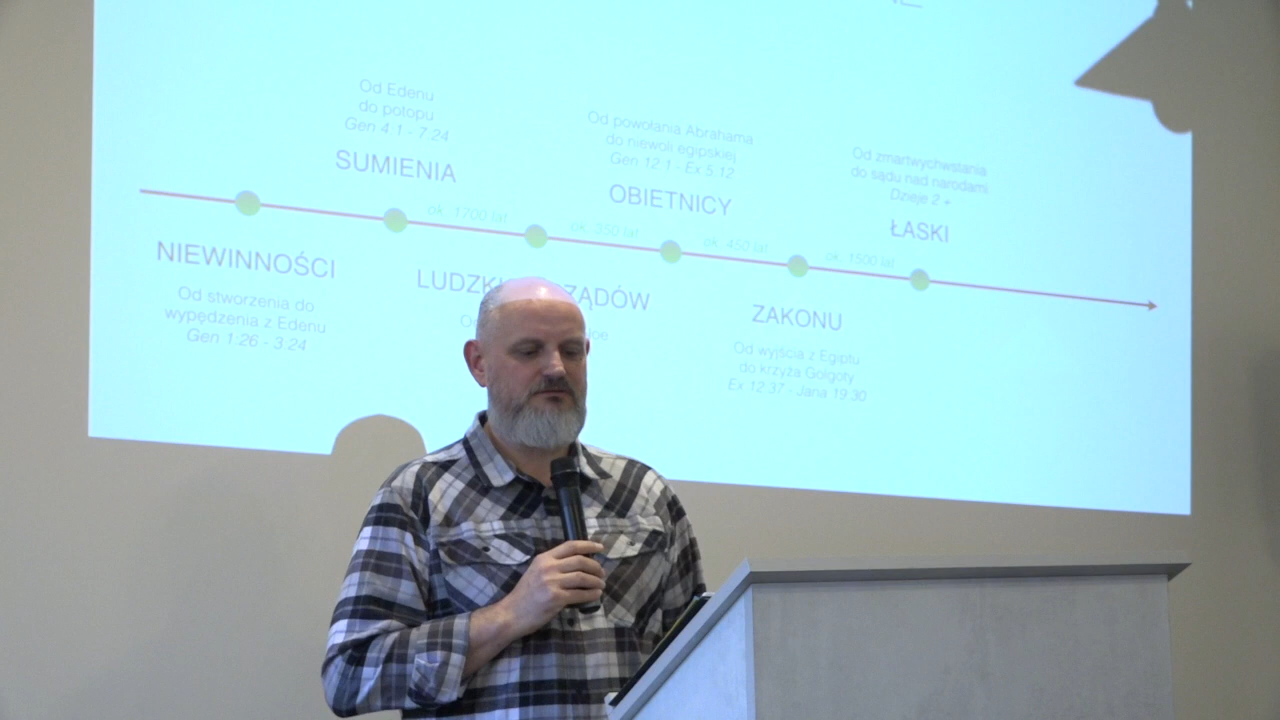 Od Edenu
do potopu
Gen 4:1 - 7:24
SUMIENIA
Od powołania Abrahama
do niewoli egipskiej
Gen 12:1 - Ex 5:12
OBIETNICY
Od zmartwychwstania
do sądu nad narodami
Dzieje 2 +
ŁASKI
ok. 1700 lat
ok. 350 lat
ok. 450 lat
ok. 1500 lat
NIEWINNOŚCI
Od stworzenia do
wypędzenia z Edenu
Gen 1:26 - 3:24
ZAKONU
Od wyjścia z Egiptu
do krzyża Golgoty
Ex 12:37 - Jana 19:30